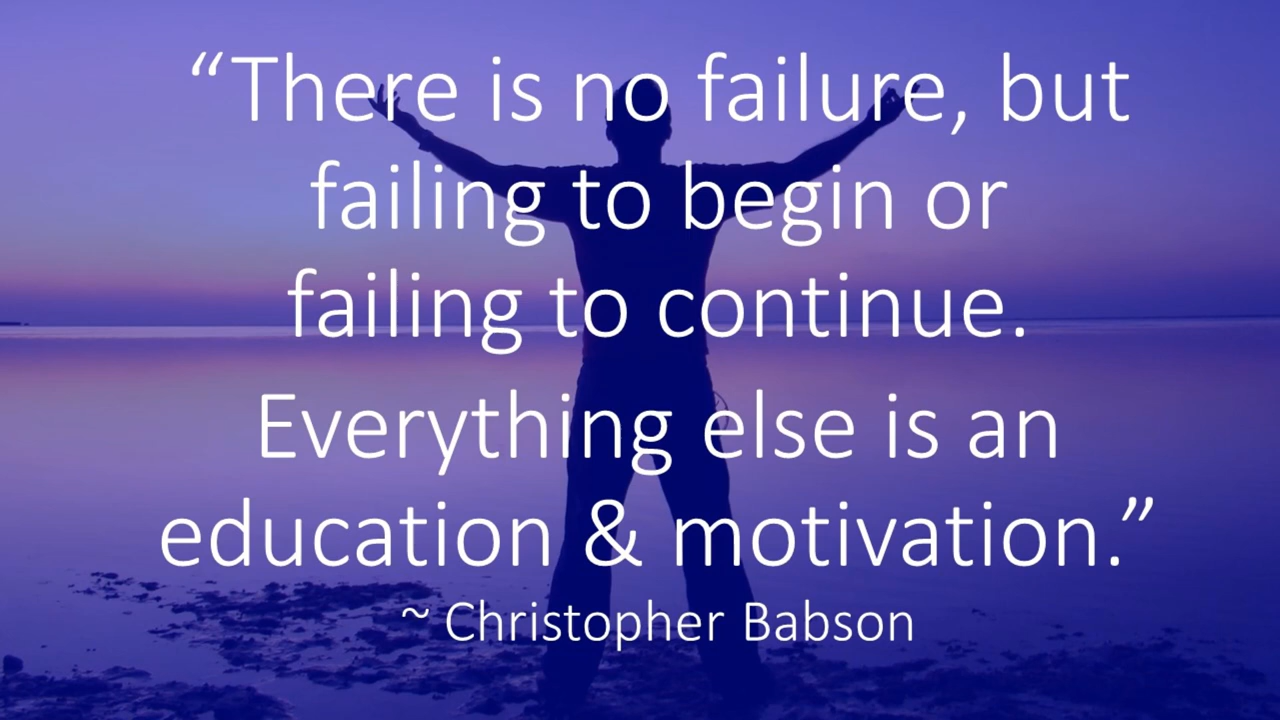 “There is no failure, but
failing to begin or
failing to continue.
Everything else is an
education & motivation.”
~ Christopher Babson